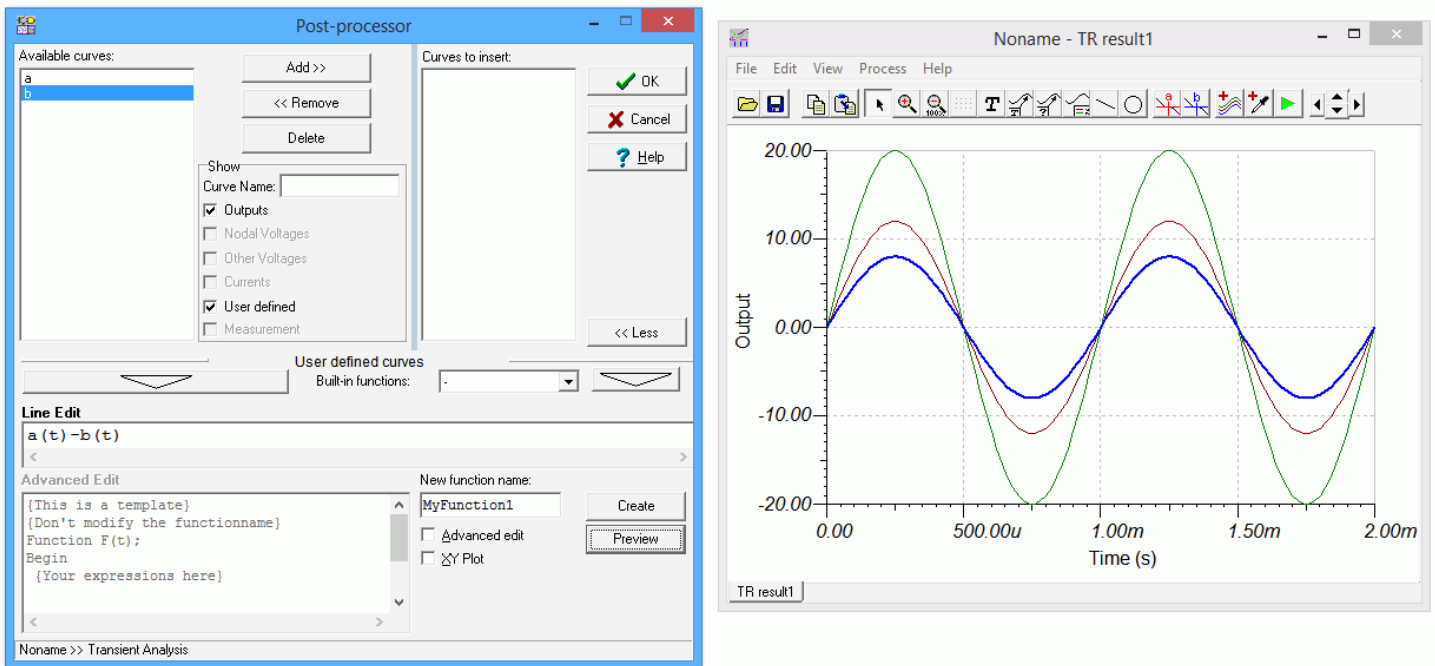 Post-processor
Available curves:
a
b
Add >>
<< Remove
Delete
Show
Curve Name:
Outputs
Nodal Voltages
Other Voltages
Currents
User defined
Measurement
Curves to insert:
OK
Cancel
? Help
<< Less
User defined curves
Built-in functions:
-
Line Edit
a(t)-b(t)
Advanced Edit
{This is a template}
{Don't modify the functionname}
Function F(t);
Begin
{Your expressions here}
New function name:
MyFunction1
Advanced edit
XY Plot
Create
Preview
Noname >> Transient Analysis
Noname - TR result1
File Edit View Process Help
100%
T
a
b
20.00
10.00
0.00
-10.00
-20.00
Output
0.00 500.00u 1.00m 1.50m 2.00m
Time (s)
TR result1